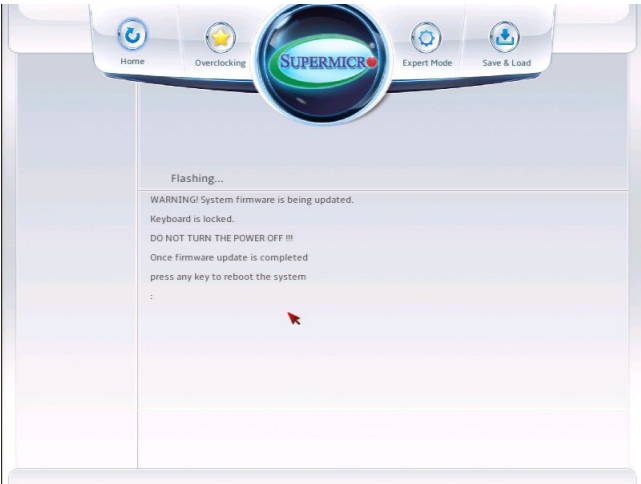 Home
Overclocking
SUPERMICRO
Expert Mode
Save & Load
Flashing...
WARNING! System firmware is being updated.
Keyboard is locked.
DO NOT TURN THE POWER OFF !!!
Once firmware update is completed
press any key to reboot the system
: